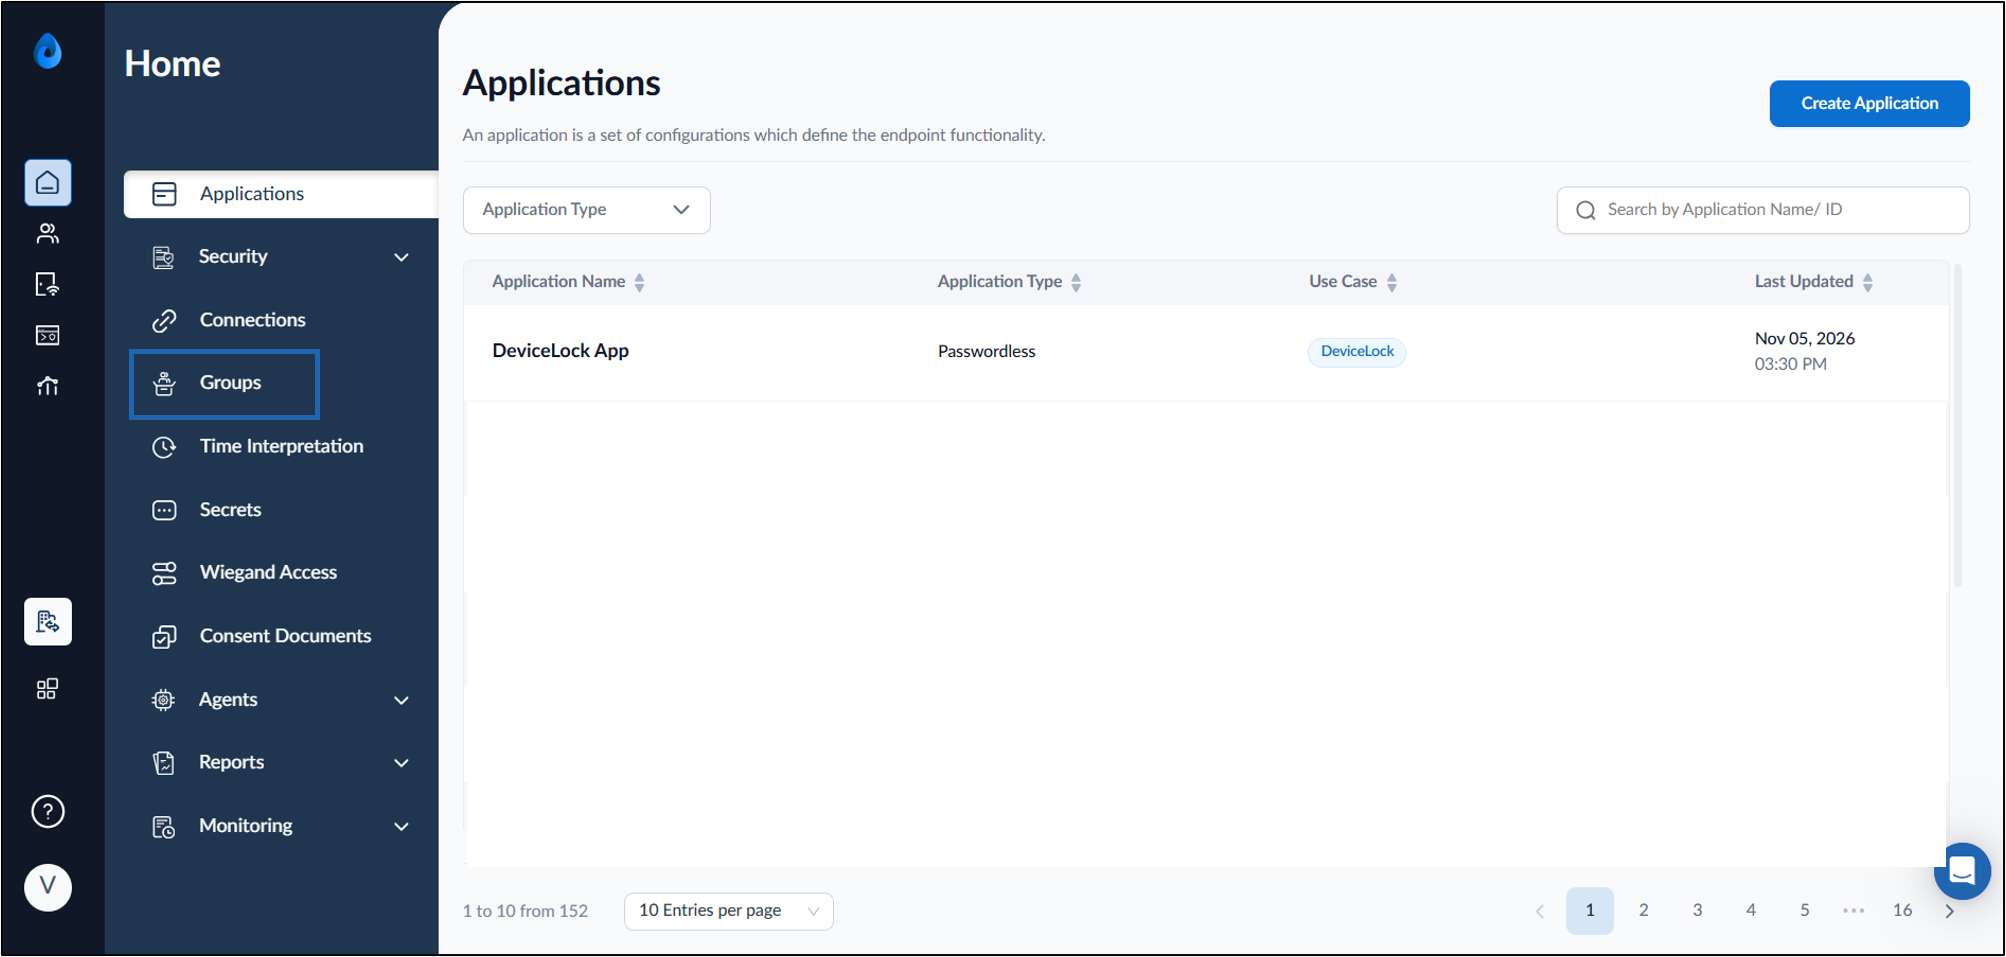 Home
Applications
Security
Connections
Groups
Time Interpretation
Secrets
Wiegand Access
Consent Documents
Agents
Reports
Monitoring
?
V
Applications
An application is a set of configurations which define the endpoint functionality.
Create Application
Application Type
Search by Application Name/ ID
Application Name Application Type Use Case Last Updated
DeviceLock App Passwordless DeviceLock Nov 05, 2026
03:30 PM
1 to 10 from 152 10 Entries per page 1 2 3 4 5 ••• 16